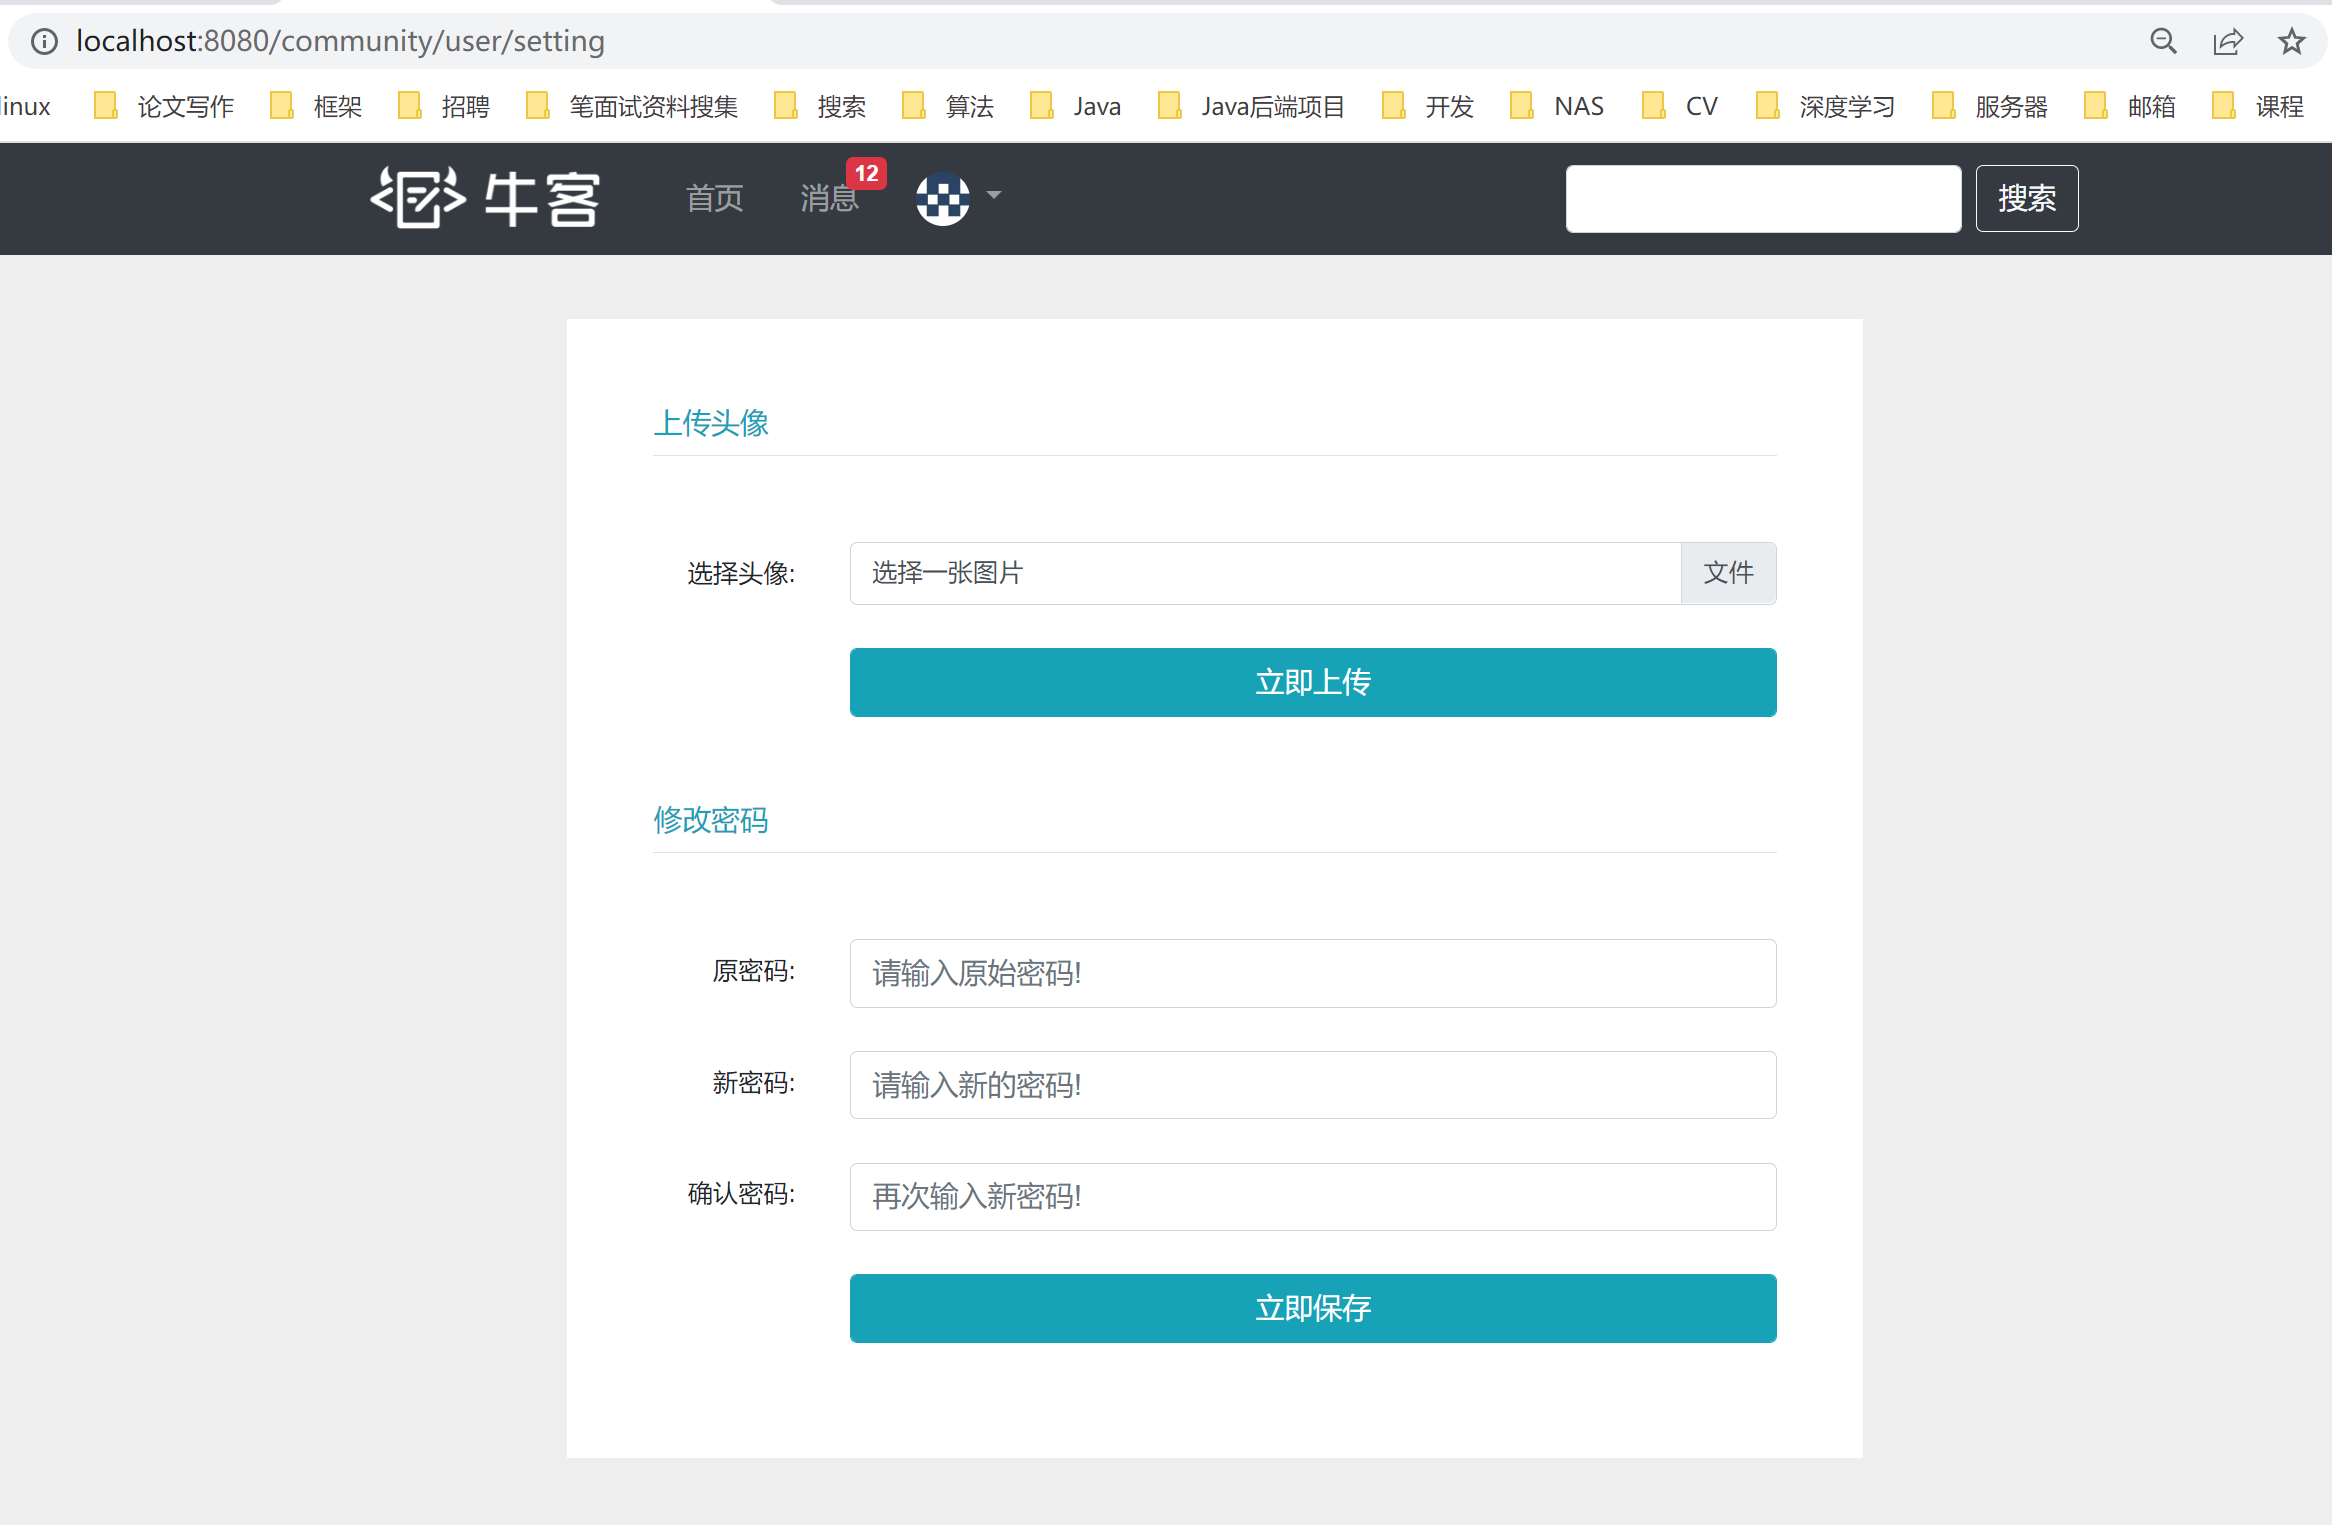 localhost:8080/community/user/setting
linux 论文写作 框架 招聘 笔面试资料搜集 搜索 算法 Java Java后端项目 开发 NAS CV 深度学习 服务器 邮箱 课程
牛客 首页 消息 12 搜索
上传头像
选择头像: 选择一张图片 文件
立即上传
修改密码
原密码: 请输入原始密码!
新密码: 请输入新的密码!
确认密码: 再次输入新密码!
立即保存